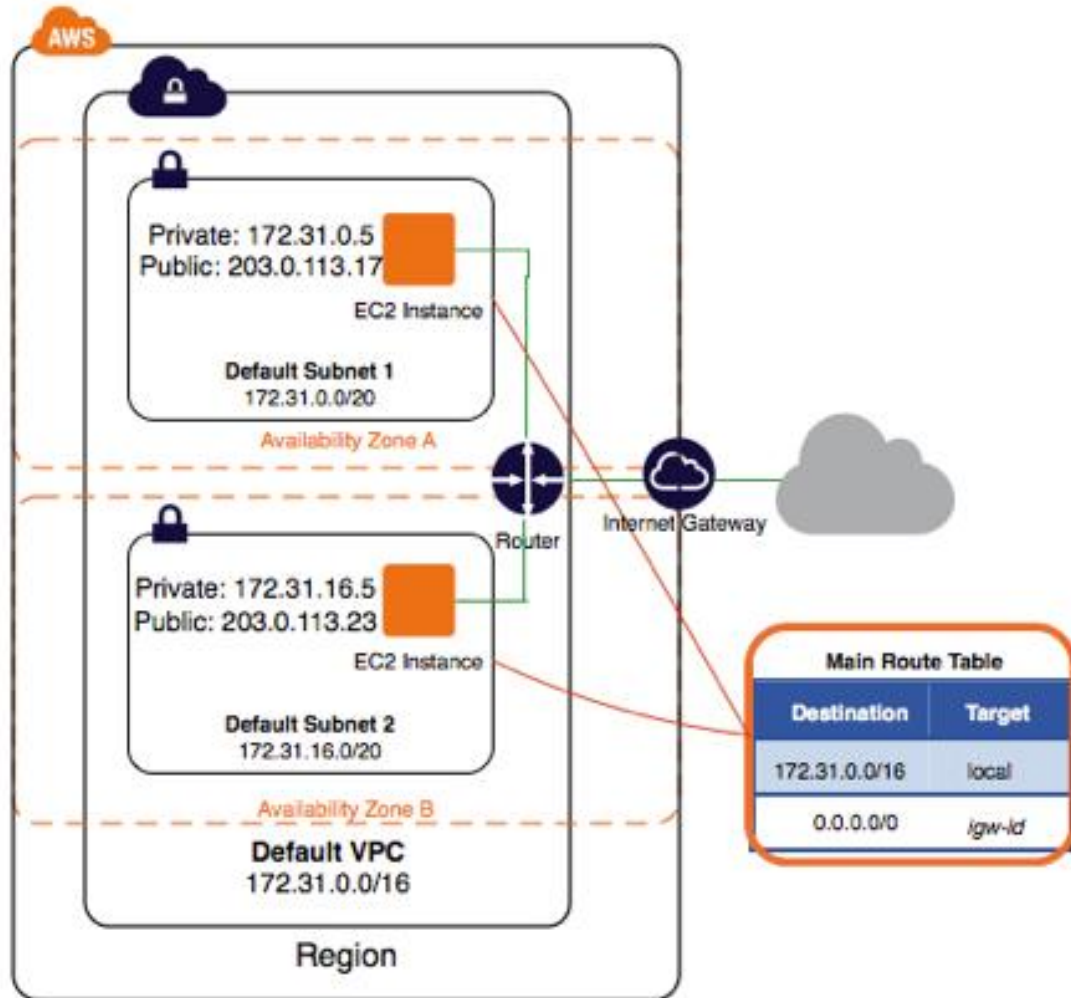 AWS
Private: 172.31.0.5
Public: 203.0.113.17
EC2 Instance
Default Subnet 1
172.31.0.0/20
Availability Zone A
Router
Internet Gateway
Private: 172.31.16.5
Public: 203.0.113.23
EC2 Instance
Default Subnet 2
172.31.16.0/20
Availability Zone B
Default VPC
172.31.0.0/16
Region
Main Route Table
Destination Target
172.31.0.0/16 local
0.0.0.0/0 igw-id